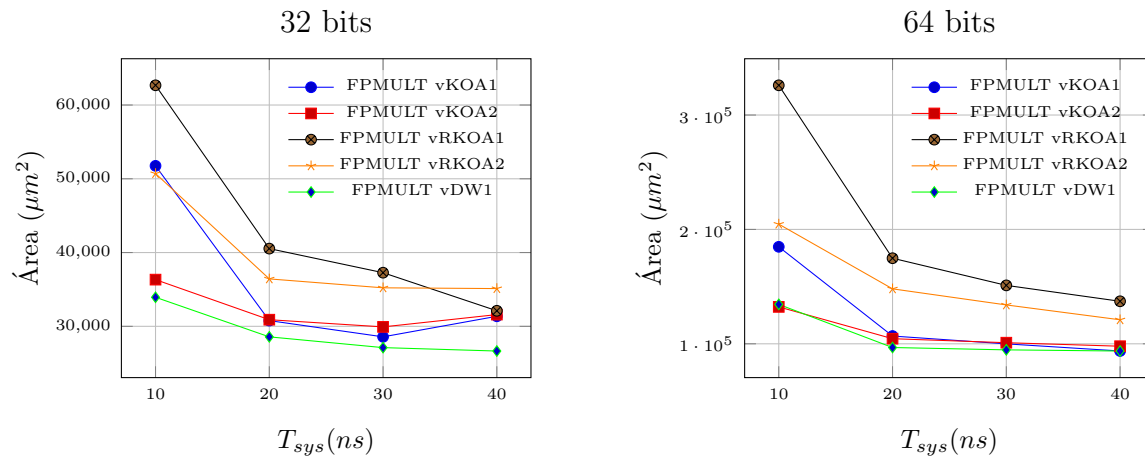 32 bits
60,000
50,000
40,000
30,000
Área (μm²)
FPMULT vKOA1
FPMULT vKOA2
FPMULT vRKOA1
FPMULT vRKOA2
FPMULT vDW1
10 20 30 40
T_sys(ns)
64 bits
3 · 10⁵
2 · 10⁵
1 · 10⁵
Área (μm²)
FPMULT vKOA1
FPMULT vKOA2
FPMULT vRKOA1
FPMULT vRKOA2
FPMULT vDW1
10 20 30 40
T_sys(ns)